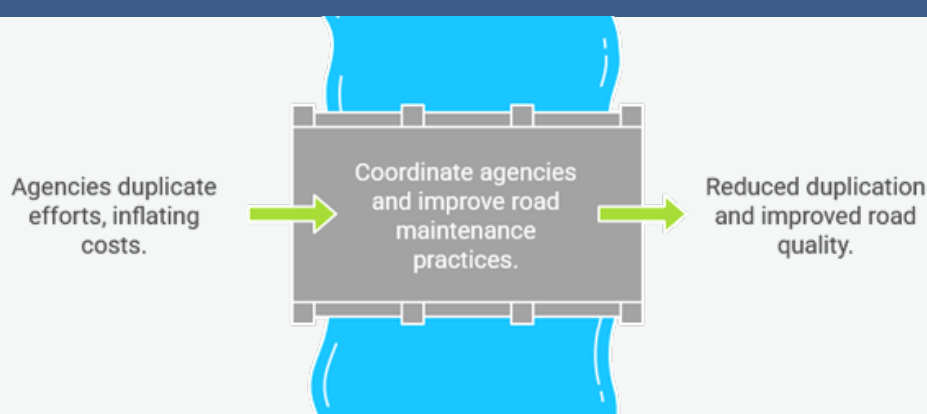 Agencies duplicate
efforts, inflating
costs.
Coordinate agencies
and improve road
maintenance
practices.
Reduced duplication
and improved road
quality.